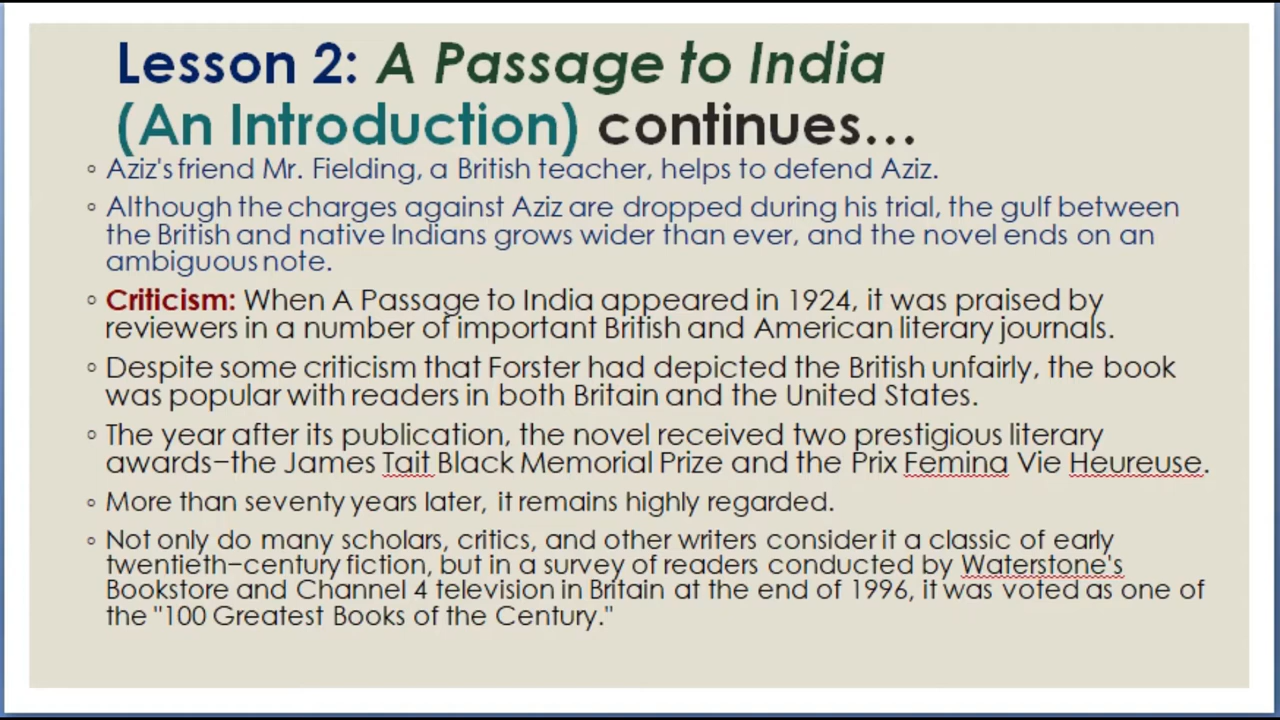 Lesson 2: A Passage to India
(An Introduction) continues...
◦ Aziz's friend Mr. Fielding, a British teacher, helps to defend Aziz.
◦ Although the charges against Aziz are dropped during his trial, the gulf between
the British and native Indians grows wider than ever, and the novel ends on an
ambiguous note.
◦ Criticism: When A Passage to India appeared in 1924, it was praised by
reviewers in a number of important British and American literary journals.
◦ Despite some criticism that Forster had depicted the British unfairly, the book
was popular with readers in both Britain and the United States.
◦ The year after its publication, the novel received two prestigious literary
awards−the James Tait Black Memorial Prize and the Prix Femina Vie Heureuse.
◦ More than seventy years later, it remains highly regarded.
◦ Not only do many scholars, critics, and other writers consider it a classic of early
twentieth−century fiction, but in a survey of readers conducted by Waterstone's
Bookstore and Channel 4 television in Britain at the end of 1996, it was voted as one of
the "100 Greatest Books of the Century."